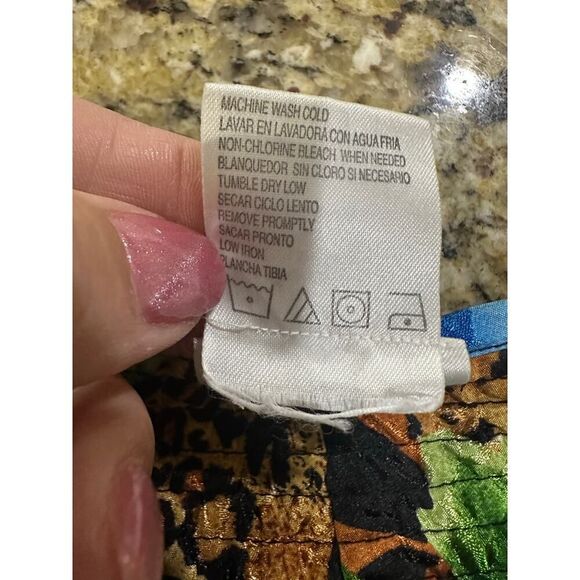 MACHINE WASH COLD
LAVAR EN LAVADORA CON AGUA FRIA
NON-CHLORINE BLEACH WHEN NEEDED
BLANQUEDOR SIN CLORO SI NECESARIO
TUMBLE DRY LOW
SECAR CICLO LENTO
REMOVE PROMPTLY
SACAR PRONTO
LOW IRON
PLANCHA TIBIA